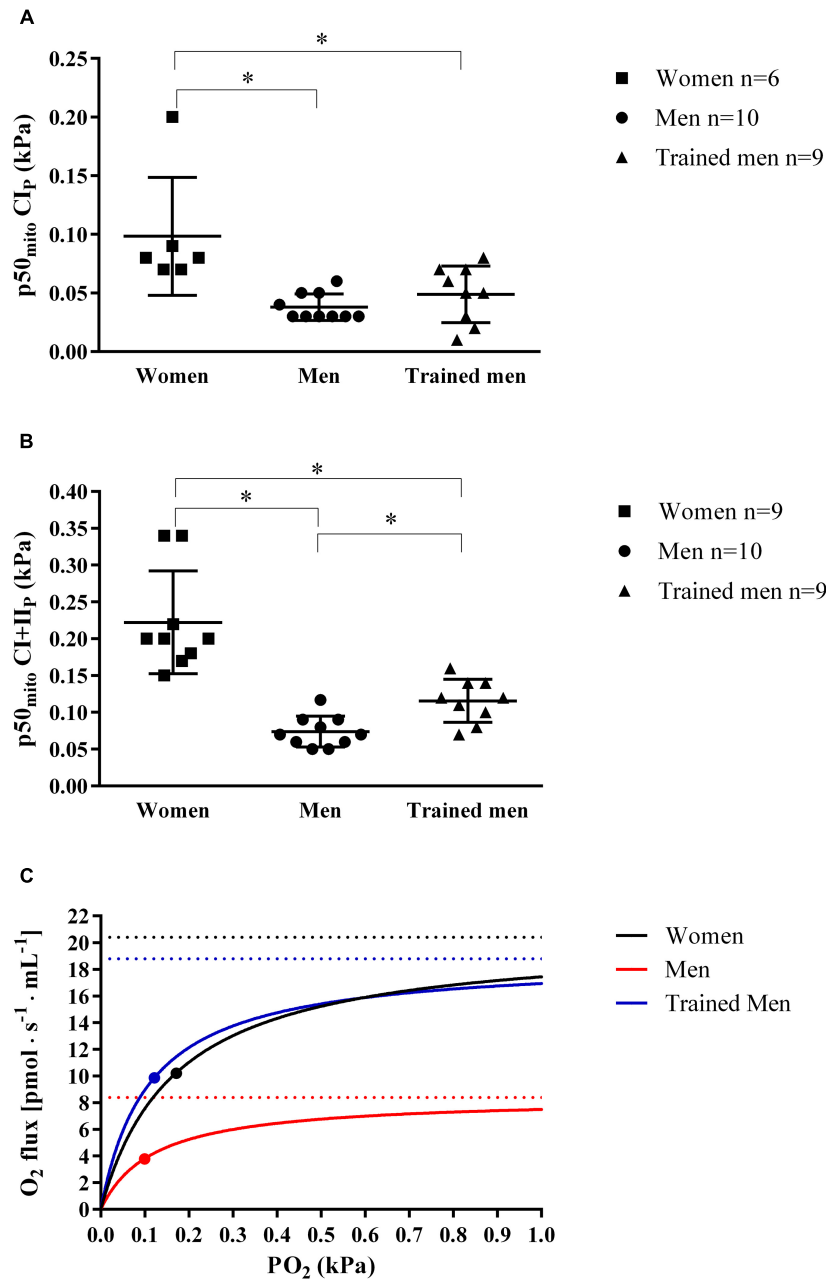 A
*
*
0.25
0.20
0.15
0.10
0.05
0.00
p50mito CIP (kPa)
Women Men Trained men
Women n=6
Men n=10
Trained men n=9
B
*
*
*
0.40
0.35
0.30
0.25
0.20
0.15
0.10
0.05
0.00
p50mito CI+IIP (kPa)
Women Men Trained men
Women n=9
Men n=10
Trained men n=9
C
22
20
18
16
14
12
10
8
6
4
2
0
O2 flux [pmol · s-1 · mL-1]
0.0 0.1 0.2 0.3 0.4 0.5 0.6 0.7 0.8 0.9 1.0
PO2 (kPa)
Women
Men
Trained Men